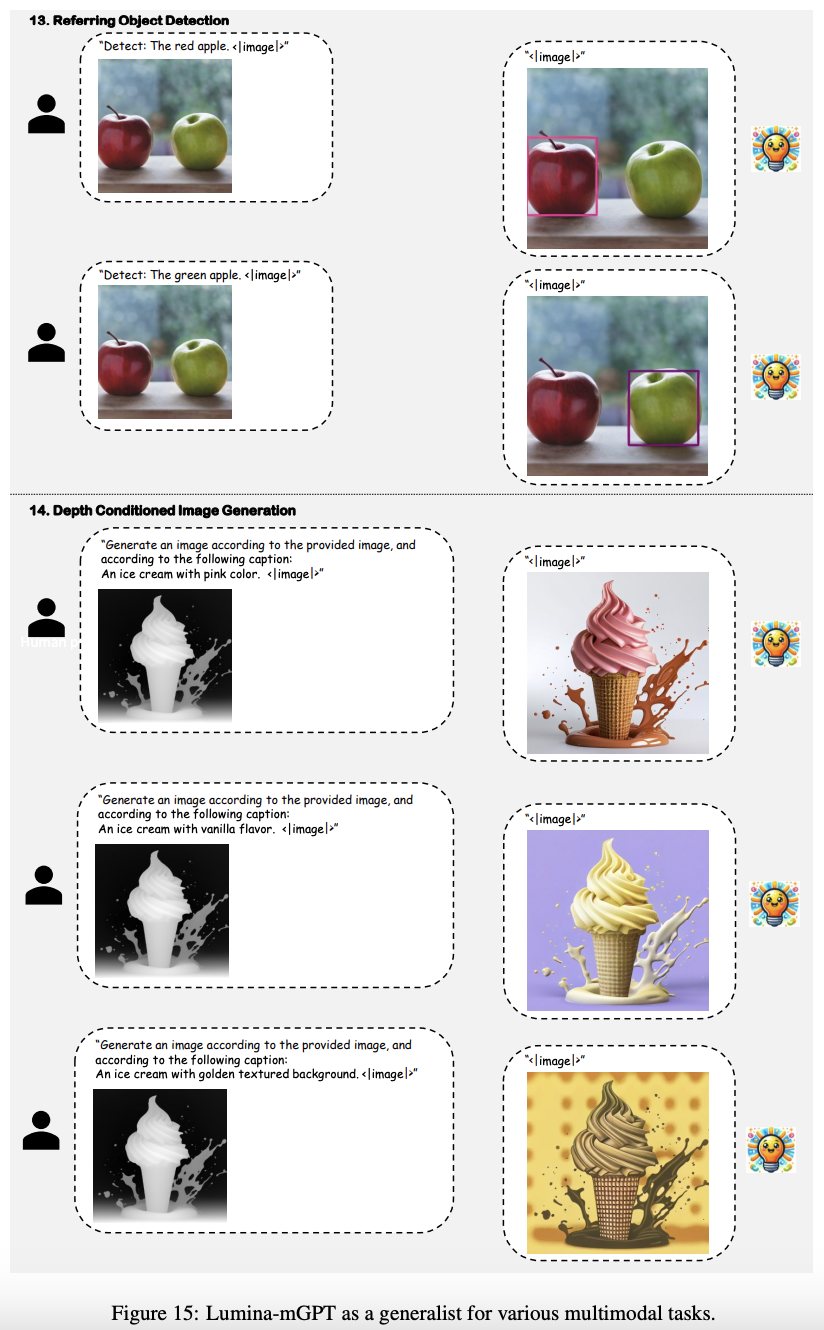 13. Referring Object Detection
“Detect: The red apple. <|image|>”
“<|image|>”
“Detect: The green apple. <|image|>”
“<|image|>”
14. Depth Conditioned Image Generation
“Generate an image according to the provided image, and
according to the following caption:
An ice cream with pink color. <|image|>”
“<|image|>”
Human
“Generate an image according to the provided image, and
according to the following caption:
An ice cream with vanilla flavor. <|image|>”
“<|image|>”
“Generate an image according to the provided image, and
according to the following caption:
An ice cream with golden textured background. <|image|>”
“<|image|>”
Figure 15: Lumina-mGPT as a generalist for various multimodal tasks.